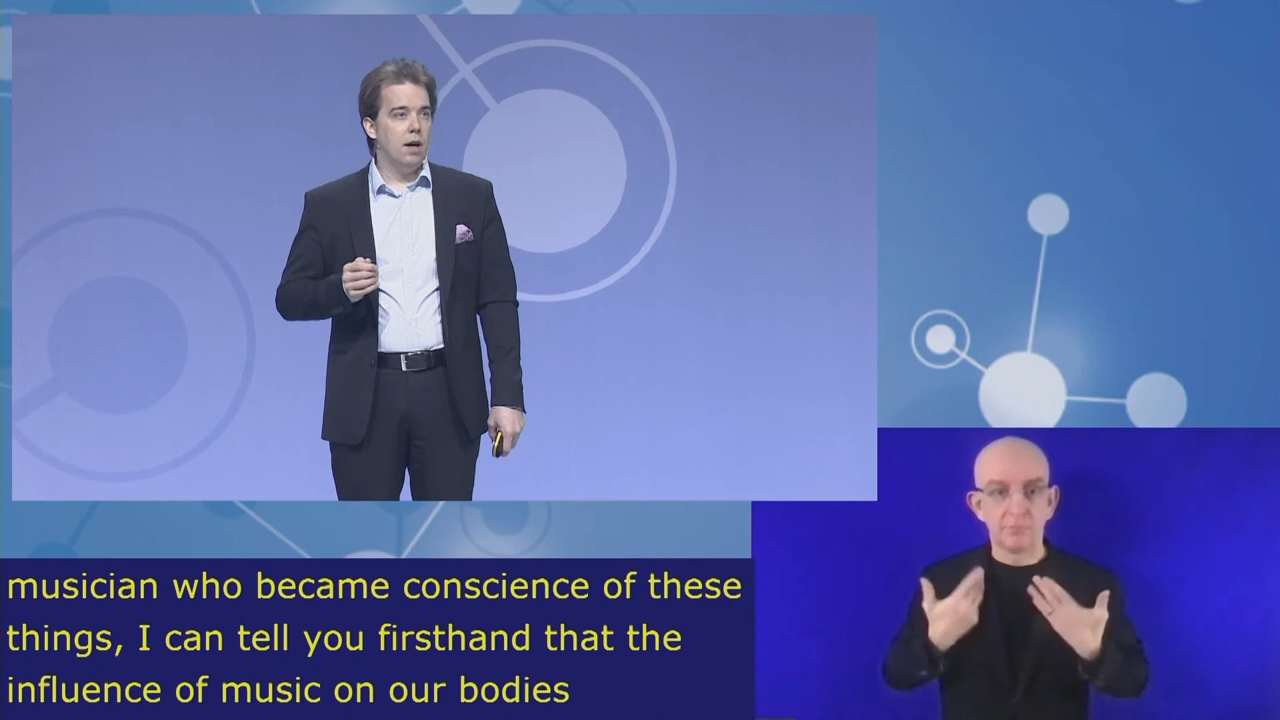 musician who became conscience of these
things, I can tell you firsthand that the
influence of music on our bodies